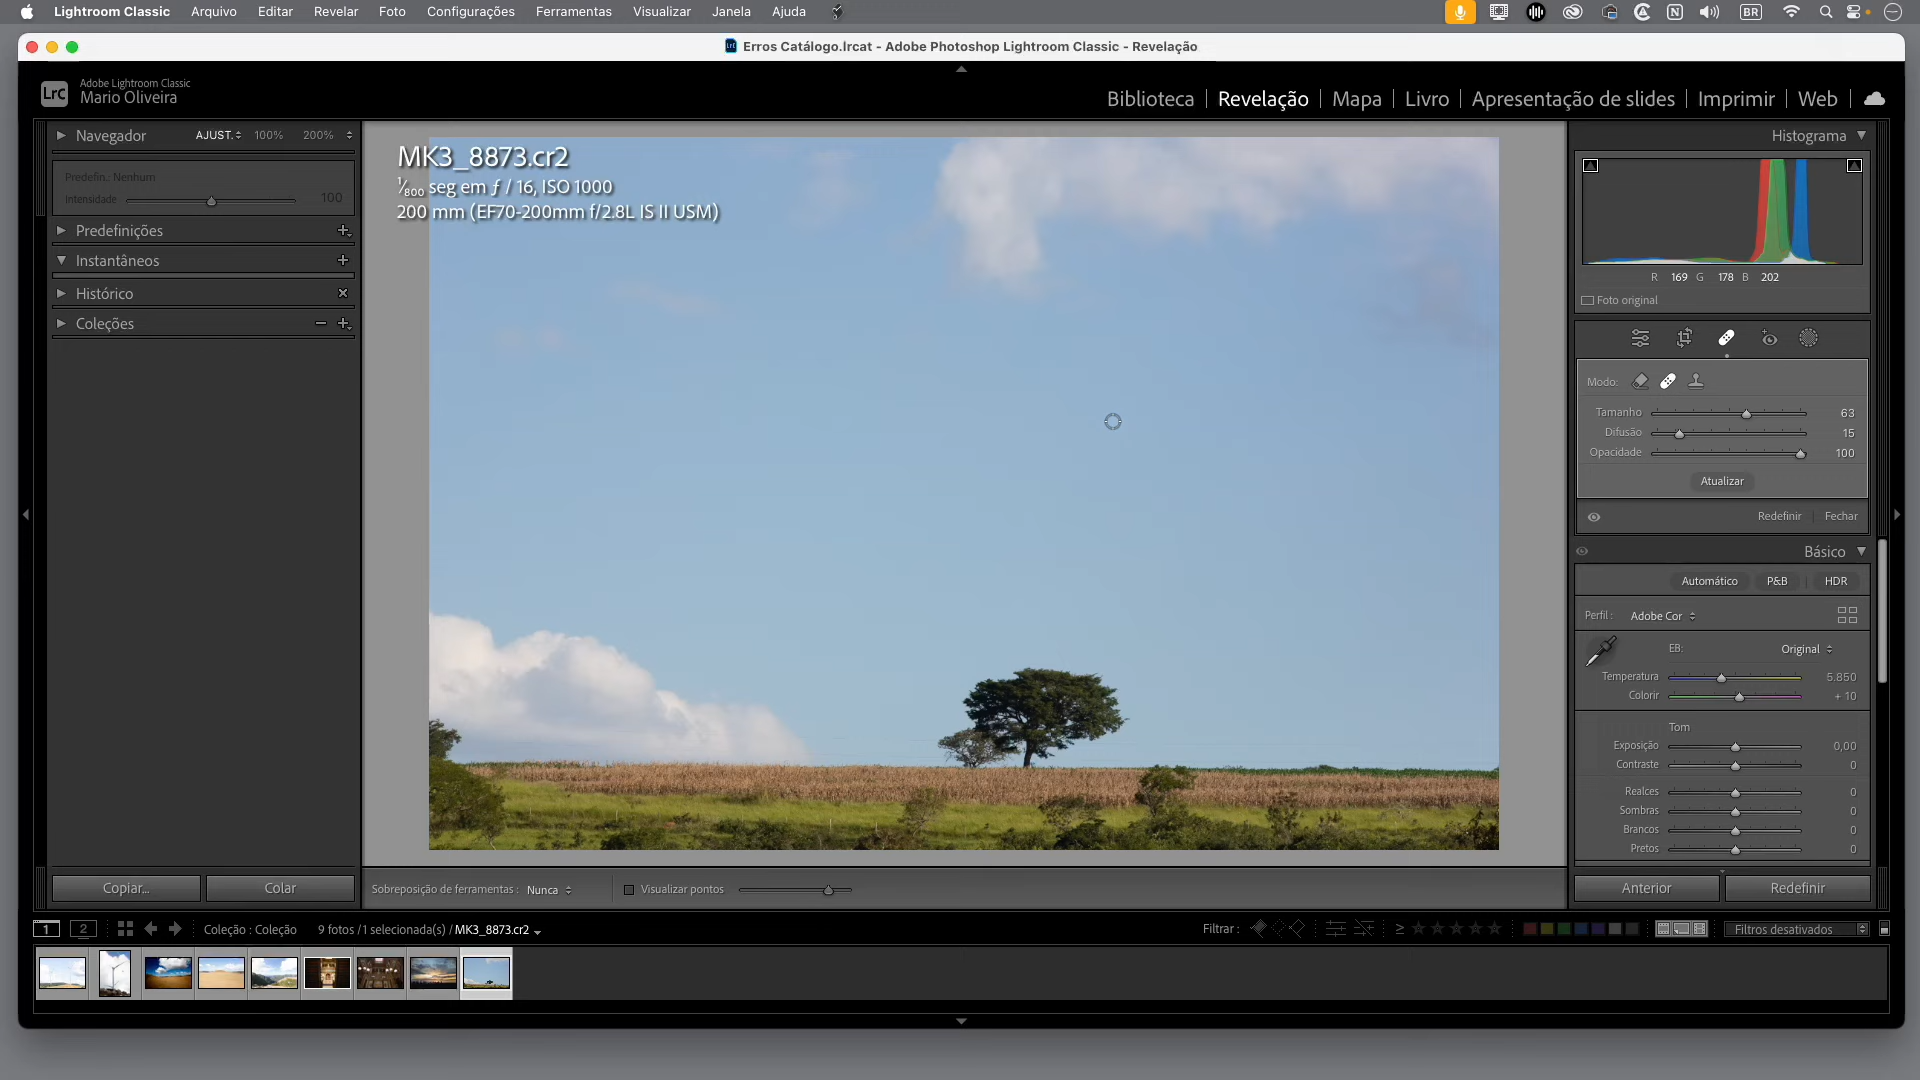 Lightroom Classic Arquivo Editar Revelar Foto Configurações Ferramentas Visualizar Janela Ajuda BR
Erros Catálogo.lrcat - Adobe Photoshop Lightroom Classic - Revelação
LrC Adobe Lightroom Classic
Mario Oliveira
Biblioteca | Revelação | Mapa | Livro | Apresentação de slides | Imprimir | Web
Navegador AJUST. 100% 200%
Predefin.: Nenhum
Intensidade 100
Predefinições
Instantâneos
Histórico
Coleções
MK3_8873.cr2
1/800 seg em ƒ / 16, ISO 1000
200 mm (EF70-200mm f/2.8L IS II USM)
Histograma
R 169 G 178 B 202
Foto original
Modo:
Tamanho 63
Difusão 15
Opacidade 100
Atualizar
Redefinir Fechar
Básico
Automático P&B HDR
Perfil : Adobe Cor
EB: Original
Temperatura 5.850
Colorir + 10
Tom
Exposição 0,00
Contraste 0
Realces 0
Sombras 0
Brancos 0
Pretos 0
Copiar... Colar
Sobreposição de ferramentas : Nunca Visualizar pontos
Anterior Redefinir
1 2 Coleção : Coleção 9 fotos /1 selecionada(s) /MK3_8873.cr2
Filtrar : ≥ Filtros desativados